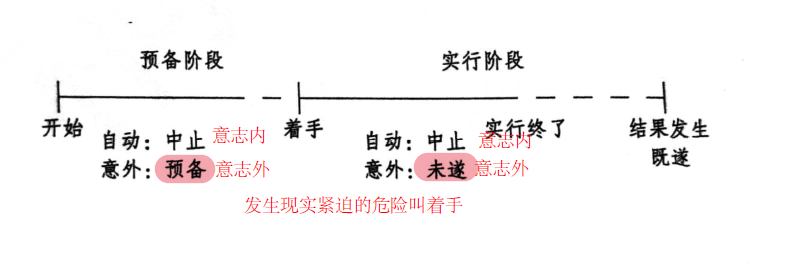 预备阶段 实行阶段
开始 着手 实行终了 结果发生
自动：中止 意志内 自动：中止 意志内 既遂
意外：预备 意志外 意外：未遂 意志外
发生现实紧迫的危险叫着手